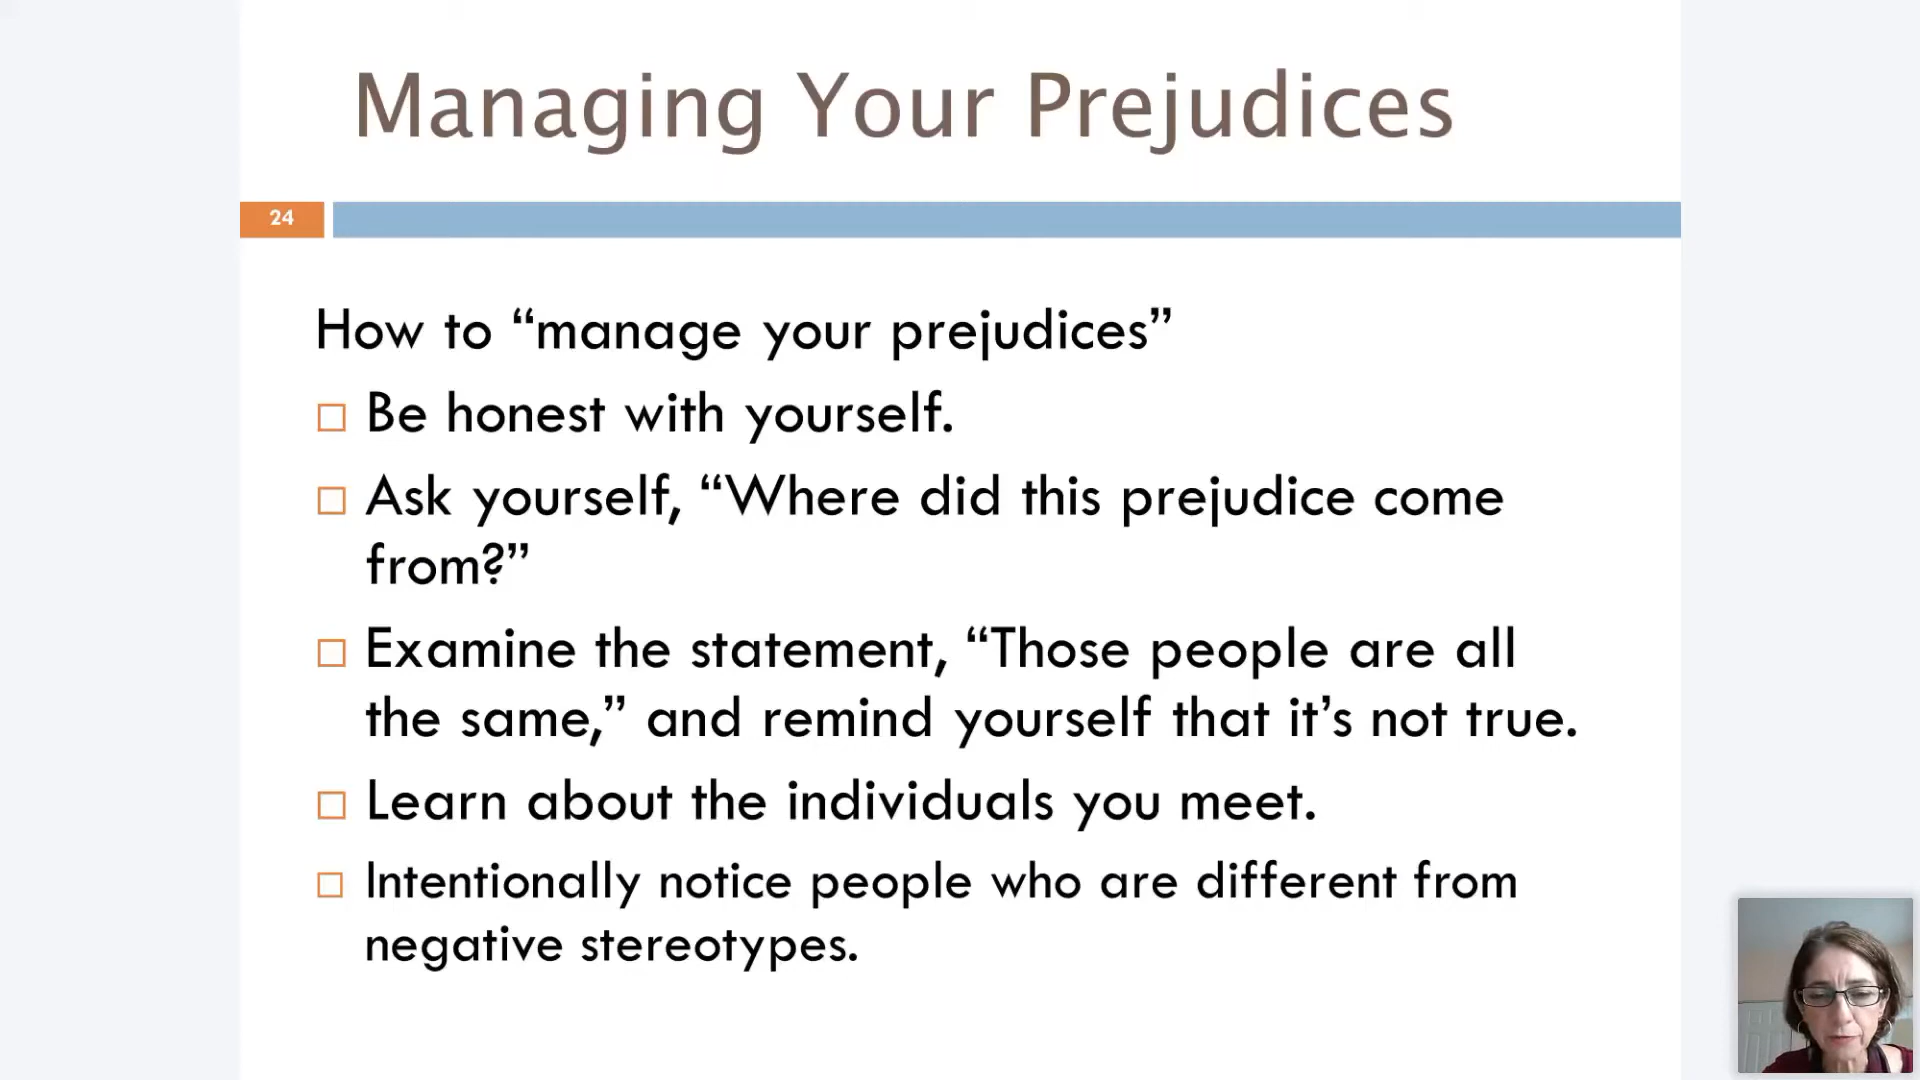 Managing Your Prejudices
24
How to “manage your prejudices”
Be honest with yourself.
Ask yourself, “Where did this prejudice come
from?”
Examine the statement, “Those people are all
the same,” and remind yourself that it’s not true.
Learn about the individuals you meet.
Intentionally notice people who are different from
negative stereotypes.